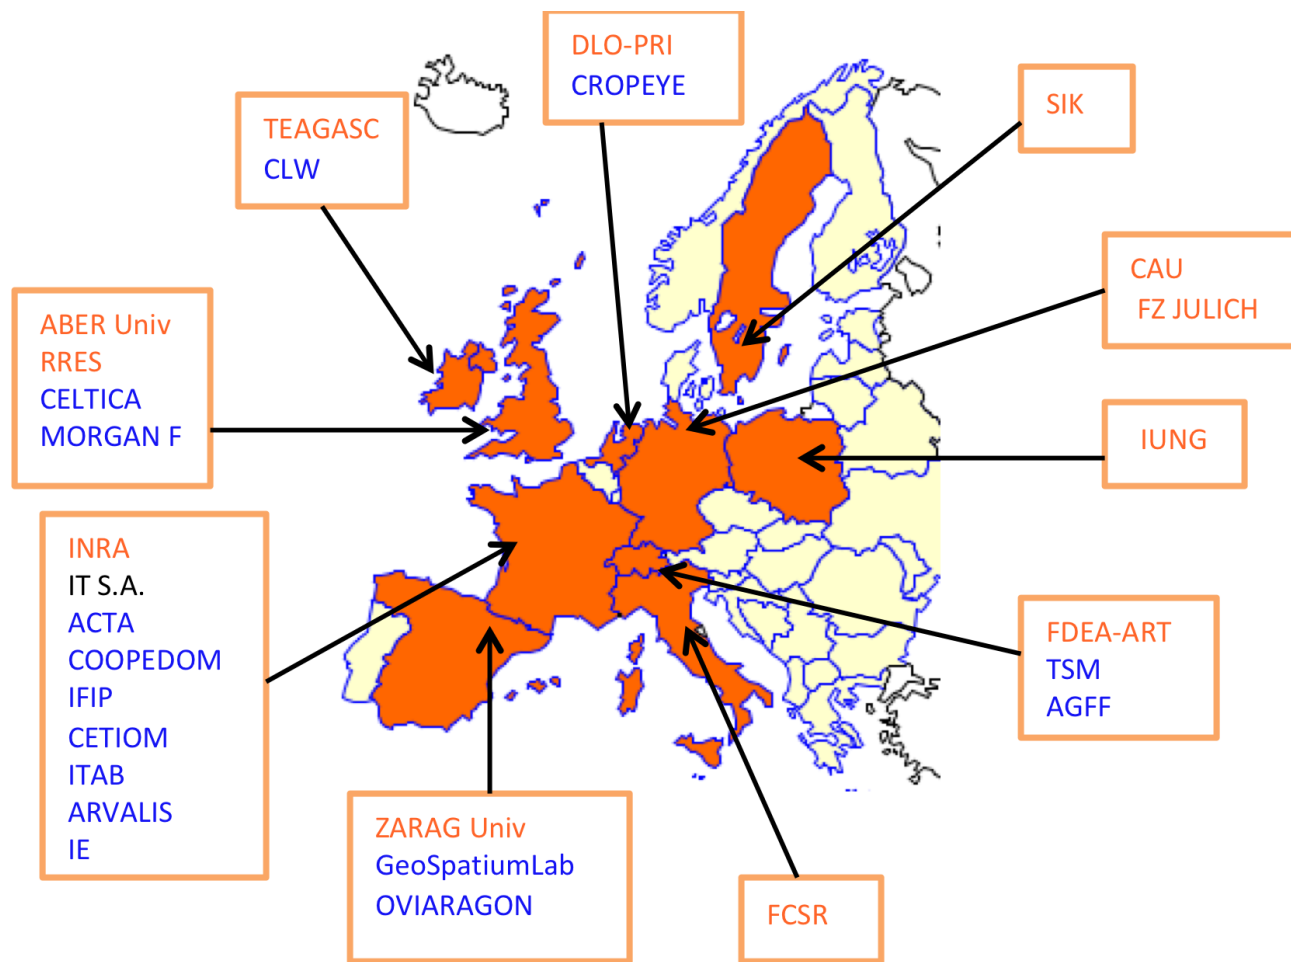 DLO-PRI
CROPEYE
SIK
TEAGASC
CLW
CAU
FZ JULICH
ABER Univ
RRES
CELTICA
MORGAN F
IUNG
INRA
IT S.A.
ACTA
COOPEDOM
IFIP
CETIOM
ITAB
ARVALIS
IE
FDEA-ART
TSM
AGFF
ZARAG Univ
GeoSpatiumLab
OVIARAGON
FCSR